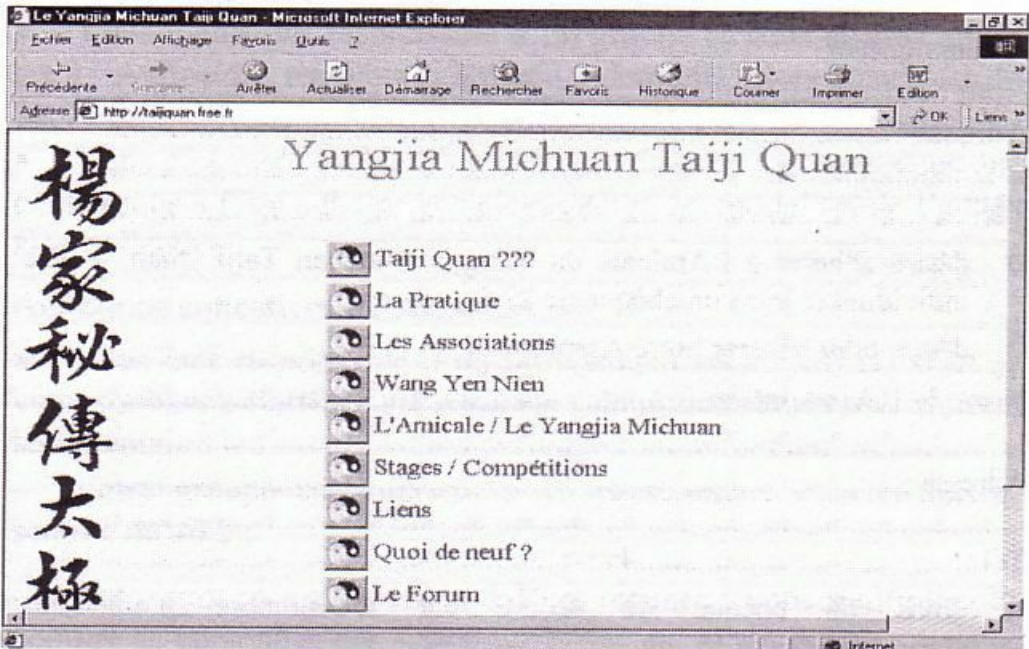 Le Yangjia Michuan Taiji Quan - Microsoft Internet Explorer
Fichier Edition Affichage Favoris Outils ?
Précédente Suivante Arrêter Actualiser Démarrage Rechercher Favoris Historique Courrier Imprimer Edition
Adresse http://taijiquan.free.fr OK Liens
Yangjia Michuan Taiji Quan
楊家秘傳太極
Taiji Quan ???
La Pratique
Les Associations
Wang Yen Nien
L'Amicale / Le Yangjia Michuan
Stages / Compétitions
Liens
Quoi de neuf ?
Le Forum
Internet